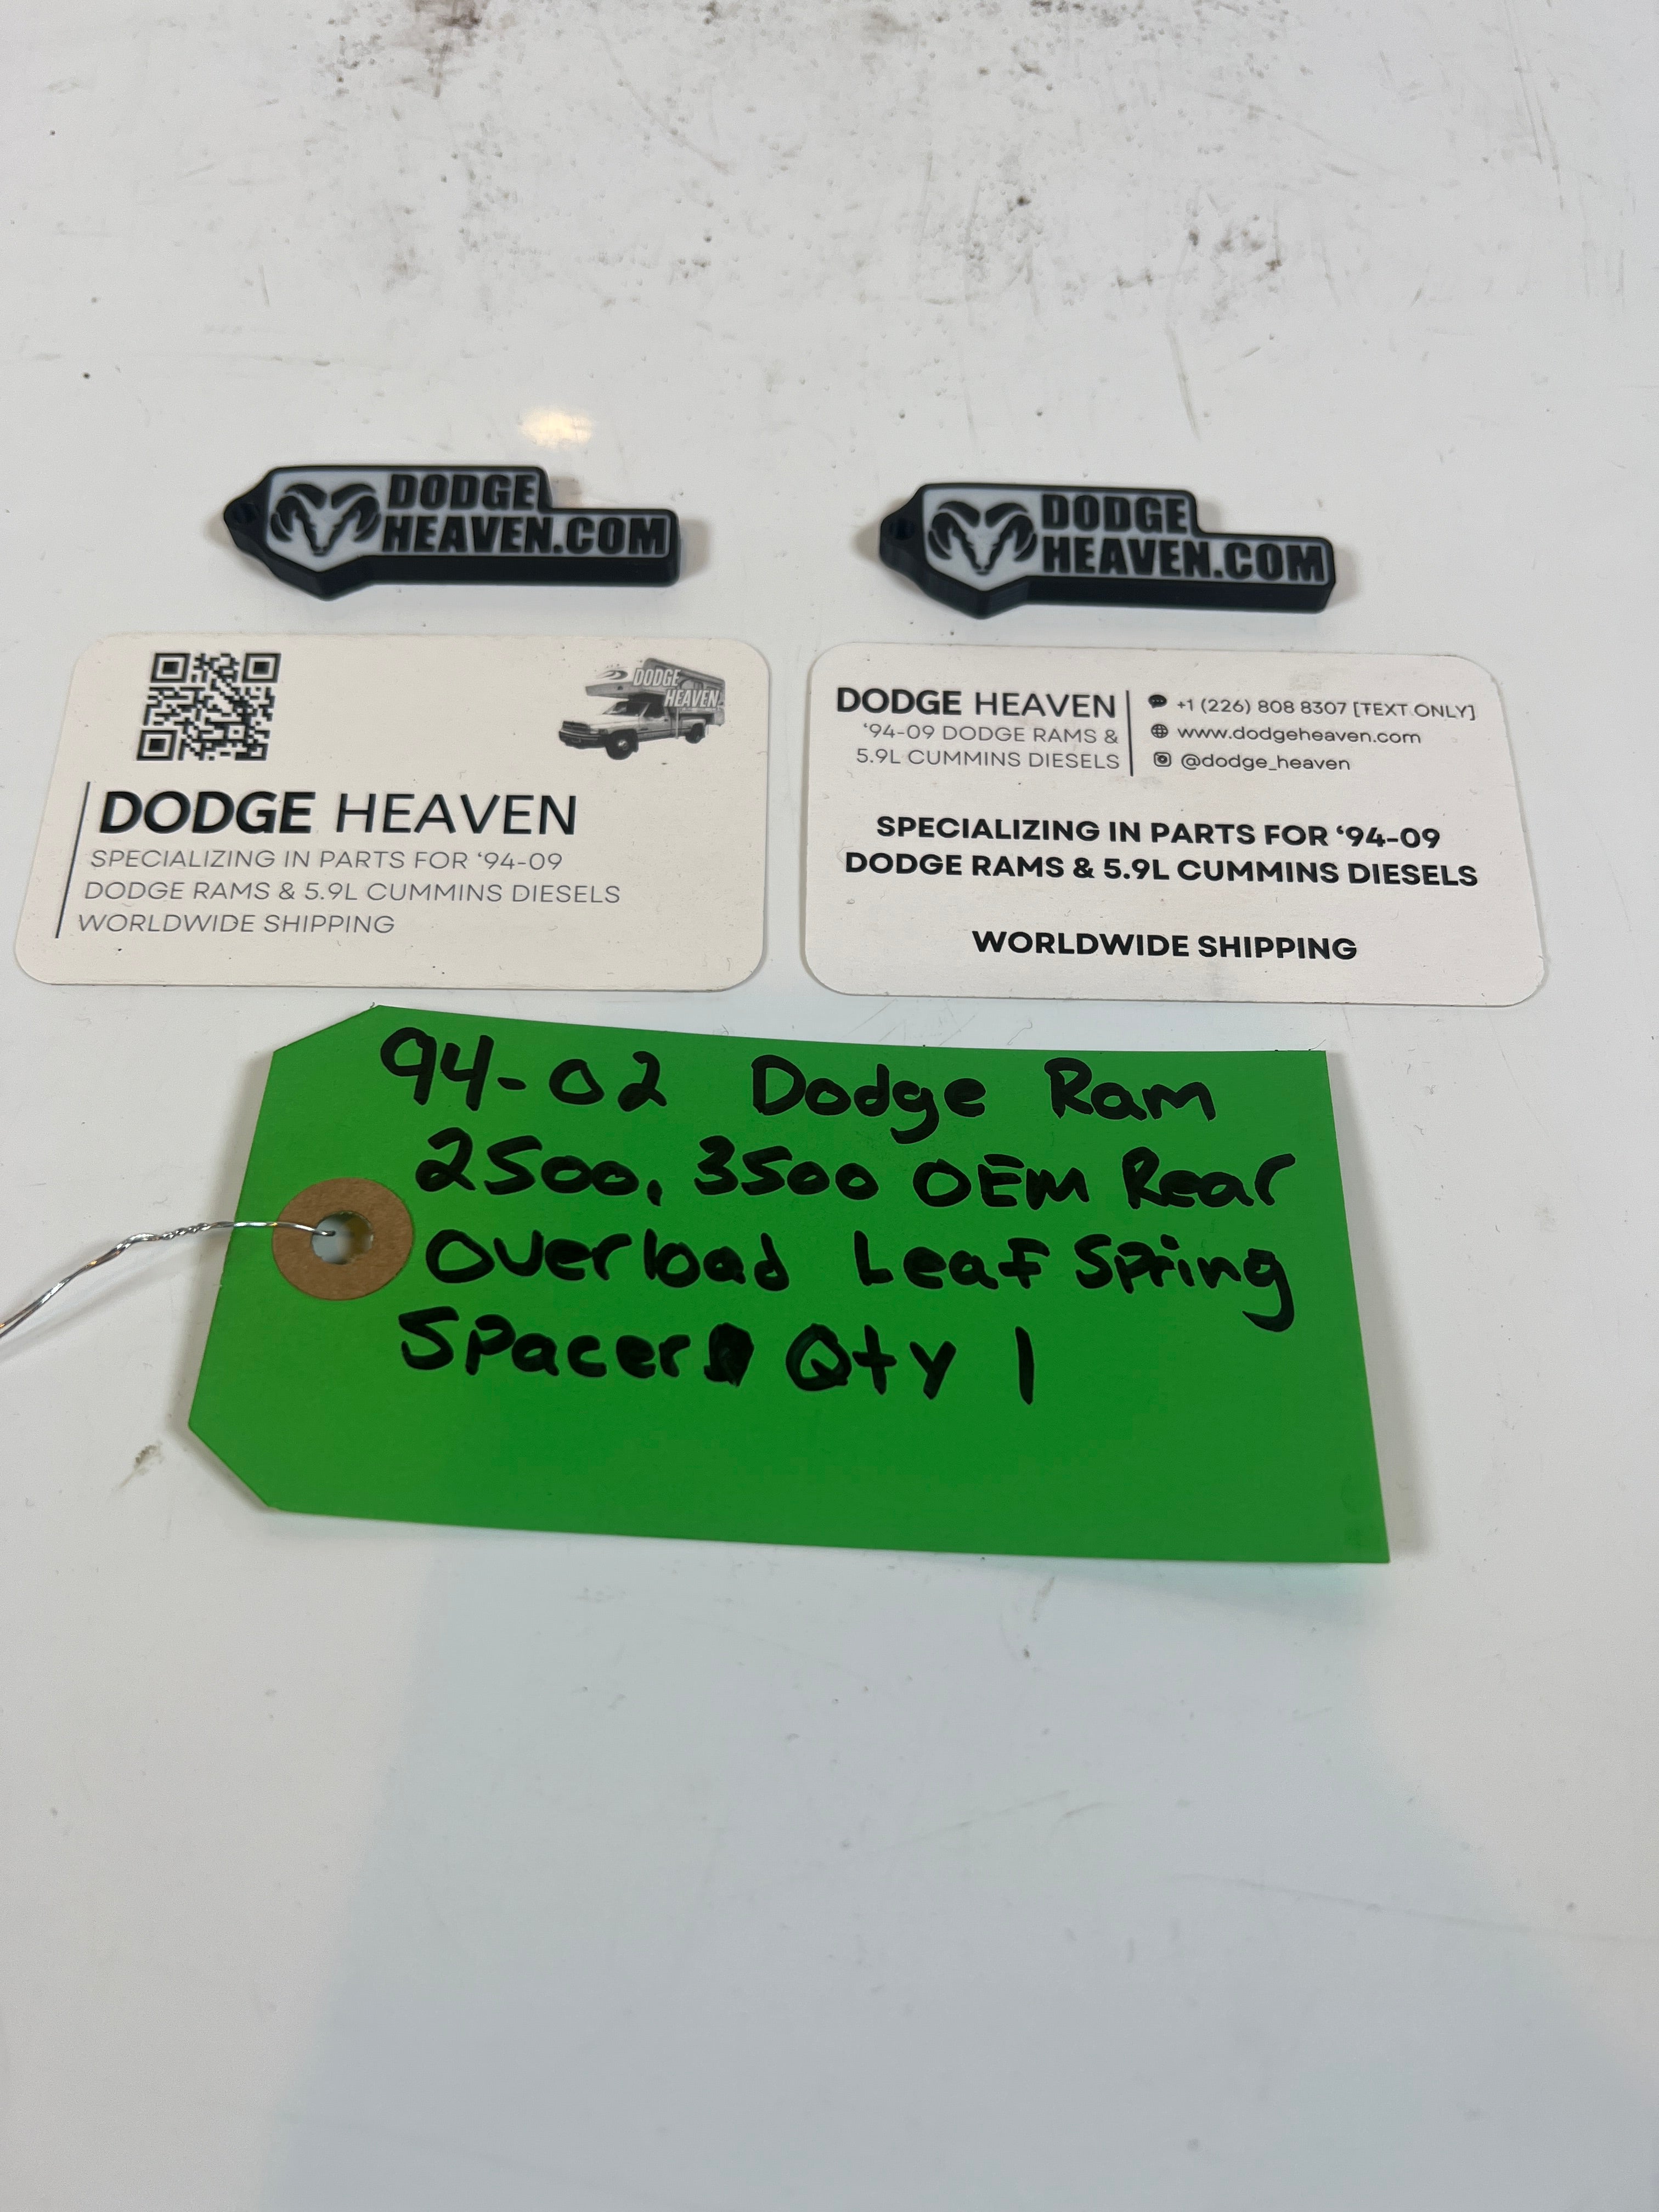 DODGE
HEAVEN.COM
DODGE
HEAVEN.COM
DODGE
HEAVEN
DODGE HEAVEN
SPECIALIZING IN PARTS FOR ‘94-09
DODGE RAMS & 5.9L CUMMINS DIESELS
WORLDWIDE SHIPPING
DODGE HEAVEN
‘94-09 DODGE RAMS &
5.9L CUMMINS DIESELS
+1 (226) 808 8307 [TEXT ONLY]
www.dodgeheaven.com
@dodge_heaven
SPECIALIZING IN PARTS FOR ‘94-09
DODGE RAMS & 5.9L CUMMINS DIESELS
WORLDWIDE SHIPPING
94-02 Dodge Ram
2500, 3500 OEM Rear
Overload Leaf Spring
Spacer Qty 1